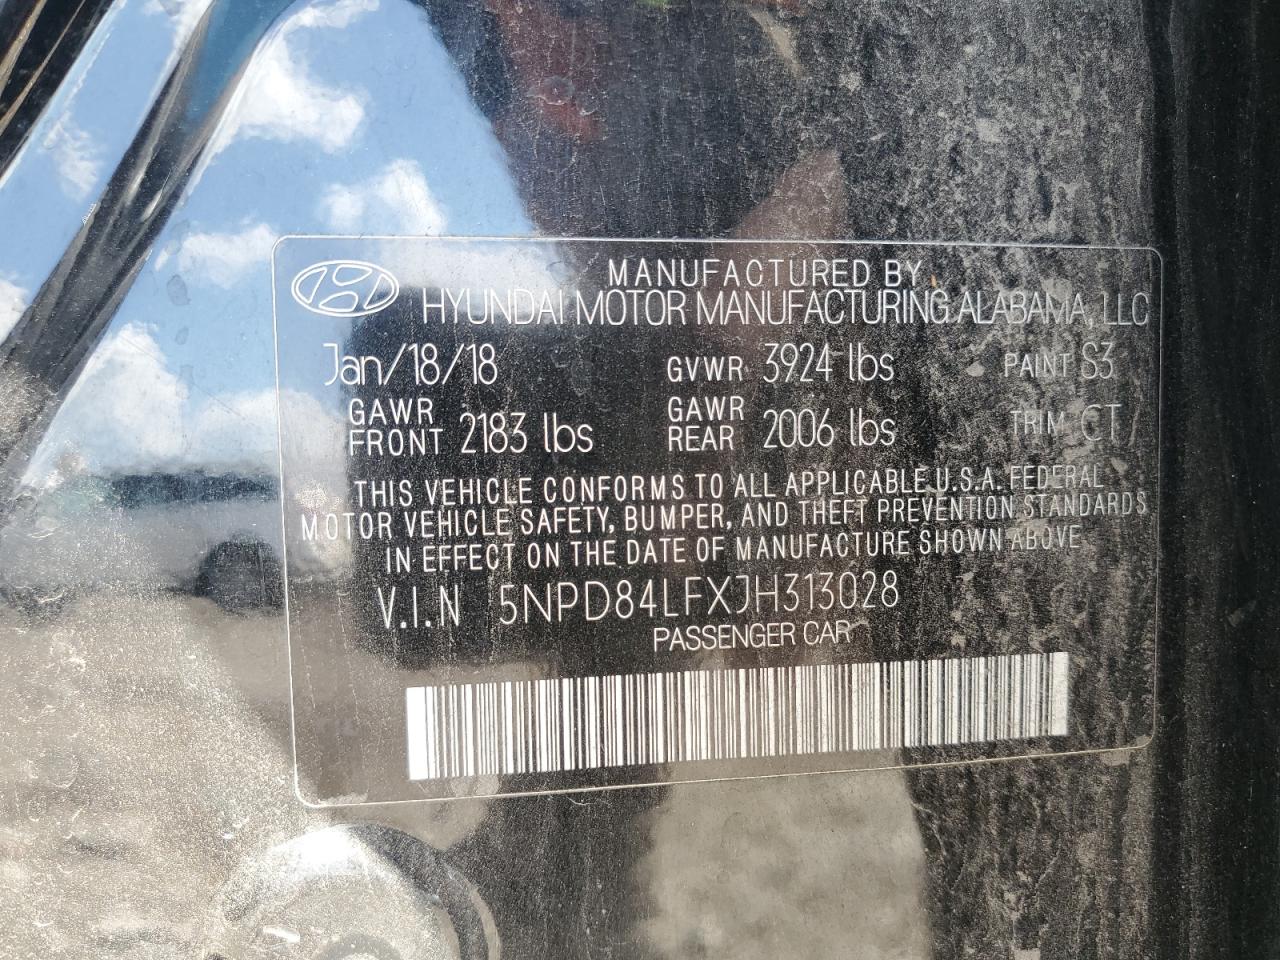 MANUFACTURED BY
HYUNDAI MOTOR MANUFACTURING ALABAMA, LLC
Jan/18/18 GVWR 3924 lbs PAINT S3
GAWR FRONT 2183 lbs GAWR REAR 2006 lbs TRIM CT
THIS VEHICLE CONFORMS TO ALL APPLICABLE U.S.A. FEDERAL
MOTOR VEHICLE SAFETY, BUMPER, AND THEFT PREVENTION STANDARDS
IN EFFECT ON THE DATE OF MANUFACTURE SHOWN ABOVE
V.I.N 5NPD84LFXJH313028
PASSENGER CAR